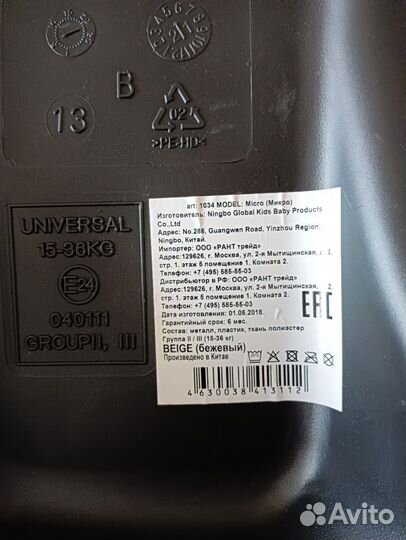 B
13
02
>PE-HD<
UNIVERSAL
15-36KG
E24
040111
GROUPII, III
art: 1034 MODEL: Micro (Микро)
Изготовитель: Ningbo Global Kids Baby Products
Co.,Ltd
Адрес: No.288, Guangwen Road, Yinzhou Region,
Ningbo, Китай.
Импортер: ООО «РАНТ трейд»
Адрес:129626, г. Москва, ул. 2-я Мытищинская, 2,
стр. 1, этаж 5 помещение 1. Комната 2.
Телефон: +7 (495) 585-55-03
Дистрибьютор в РФ: ООО «РАНТ трейд»
Адрес:129626, г. Москва, ул. 2-я Мытищинская, 2,
стр. 1, этаж 5 помещение 1. Комната 2.
Телефон: +7 (495) 585-55-03
Дата изготовления: 01.08.2018.
Гарантийный срок: 6 мес.
Состав: металл, пластик, ткань полиэстер
Группа II / III (15-36 кг)
BEIGE (бежевый)
Произведено в Китае
EAC
4630038413112
Avito